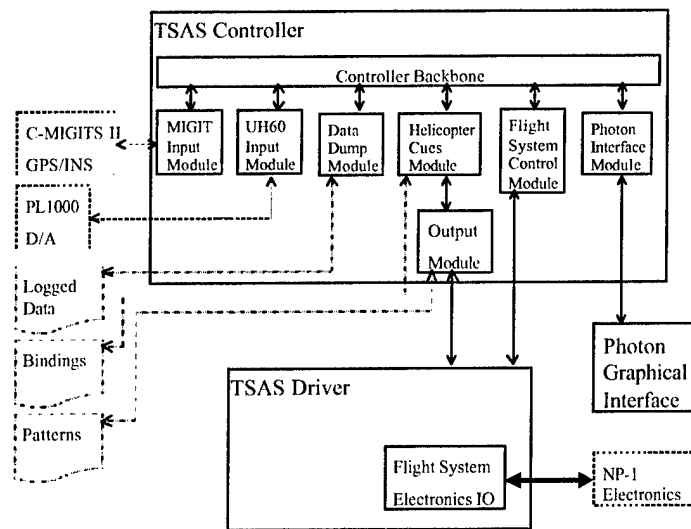 TSAS Controller
Controller Backbone
C-MIGITS II
GPS/INS
MIGIT
Input
Module
UH60
Input
Module
Data
Dump
Module
Helicopter
Cues
Module
Flight
System
Control
Module
Photon
Interface
Module
PL1000
D/A
Output
Module
Logged
Data
Bindings
Patterns
TSAS Driver
Photon
Graphical
Interface
Flight System
Electronics IO
NP-1
Electronics